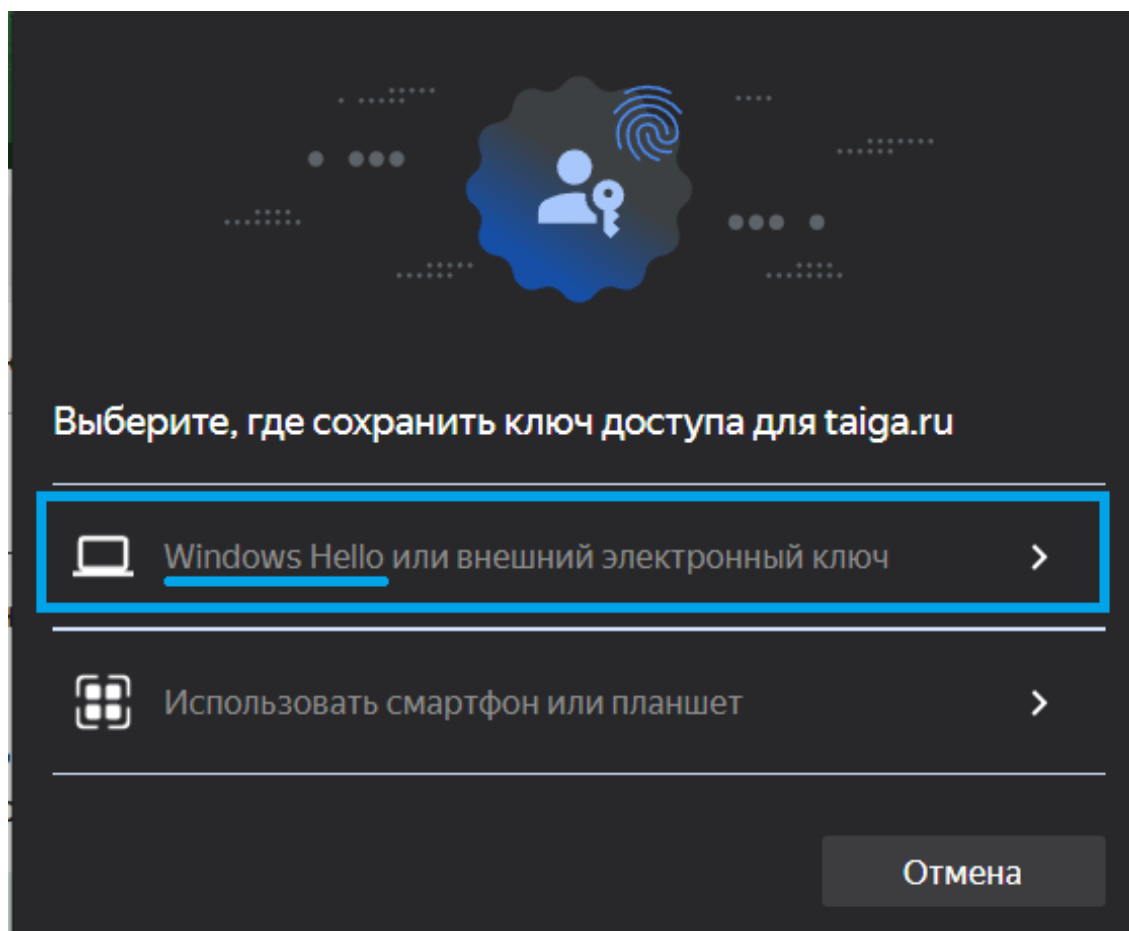 Выберите, где сохранить ключ доступа для taiga.ru
Windows Hello или внешний электронный ключ
Использовать смартфон или планшет
Отмена